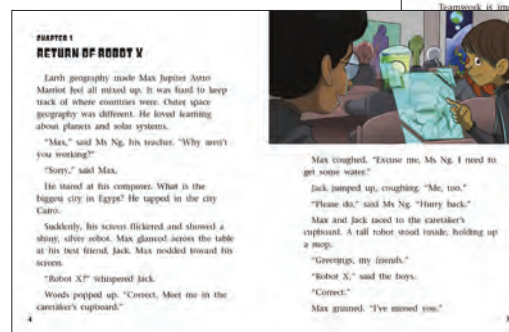 Teamwork is
CHAPTER 1
RETURN OF ROBOT X
Earth geography made Max Jupiter Astro
Marriot feel all mixed up. It was hard to keep
track of where countries were. Outer space
geography was different. He loved learning
about planets and solar systems.
"Max," said Ms Ng, his teacher. "Why aren't
you working?"
"Sorry," said Max.
He stared at his computer. What is the
biggest city in Egypt? He tapped in the city
Cairo.
Suddenly, his screen flickered and showed a
shiny, silver robot. Max glanced across the table
at his best friend, Jack. Max nodded toward his
screen.
"Robot X?" whispered Jack.
Words popped up. "Correct. Meet me in the
caretaker's cupboard."
4
Max coughed. "Excuse me, Ms Ng. I need to
get some water."
Jack jumped up, coughing. "Me, too."
"Please do," said Ms Ng. "Hurry back."
Max and Jack raced to the caretaker's
cupboard. A tall robot stood inside, holding up
a mop.
"Greetings, my friends."
"Robot X," said the boys.
"Correct."
Max grinned. "I've missed you."